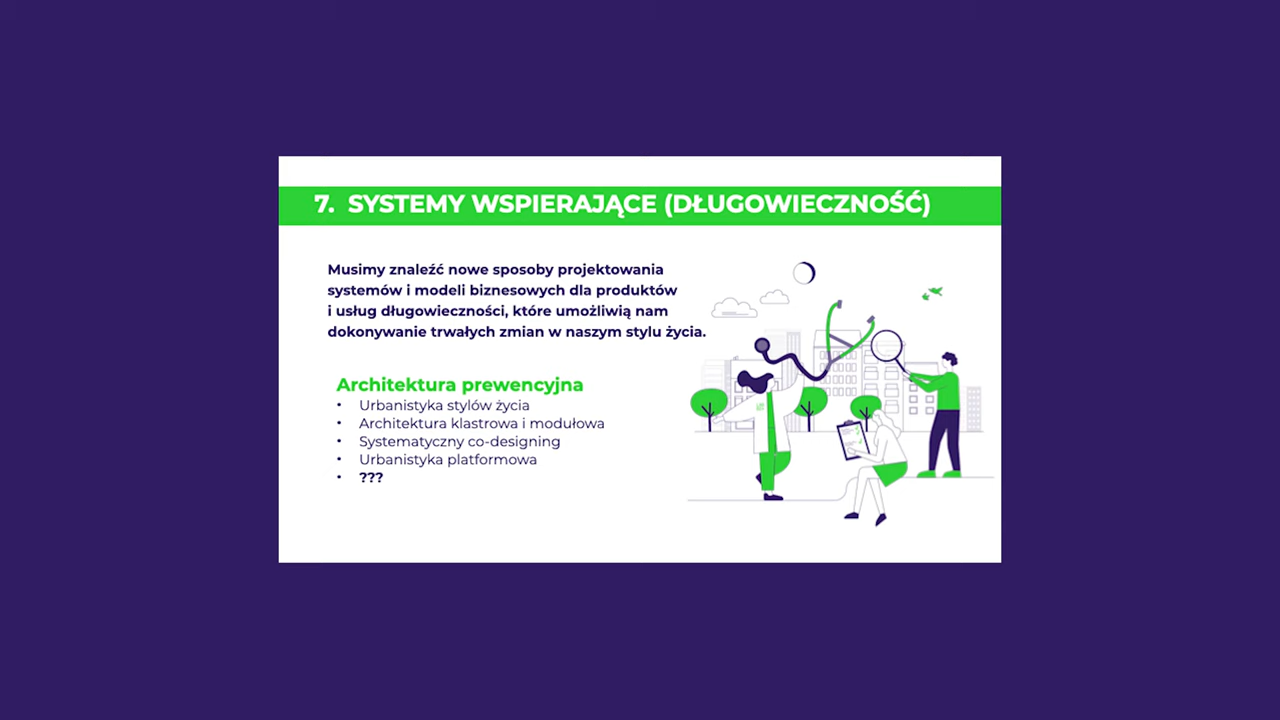 7. SYSTEMY WSPIERAJĄCE (DŁUGOWIECZNOŚĆ)
Musimy znaleźć nowe sposoby projektowania
systemów i modeli biznesowych dla produktów
i usług długowieczności, które umożliwią nam
dokonywanie trwałych zmian w naszym stylu życia.
Architektura prewencyjna
• Urbanistyka stylów życia
• Architektura klastrowa i modułowa
• Systematyczny co-designing
• Urbanistyka platformowa
• ???